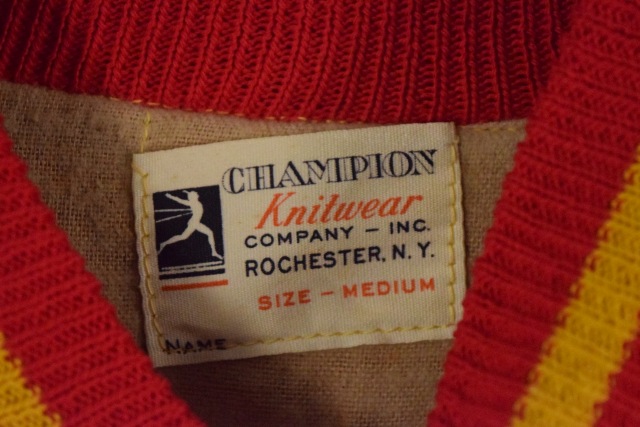 CHAMPION
Knitwear
COMPANY – INC.
ROCHESTER, N. Y.
SIZE – MEDIUM
NAME